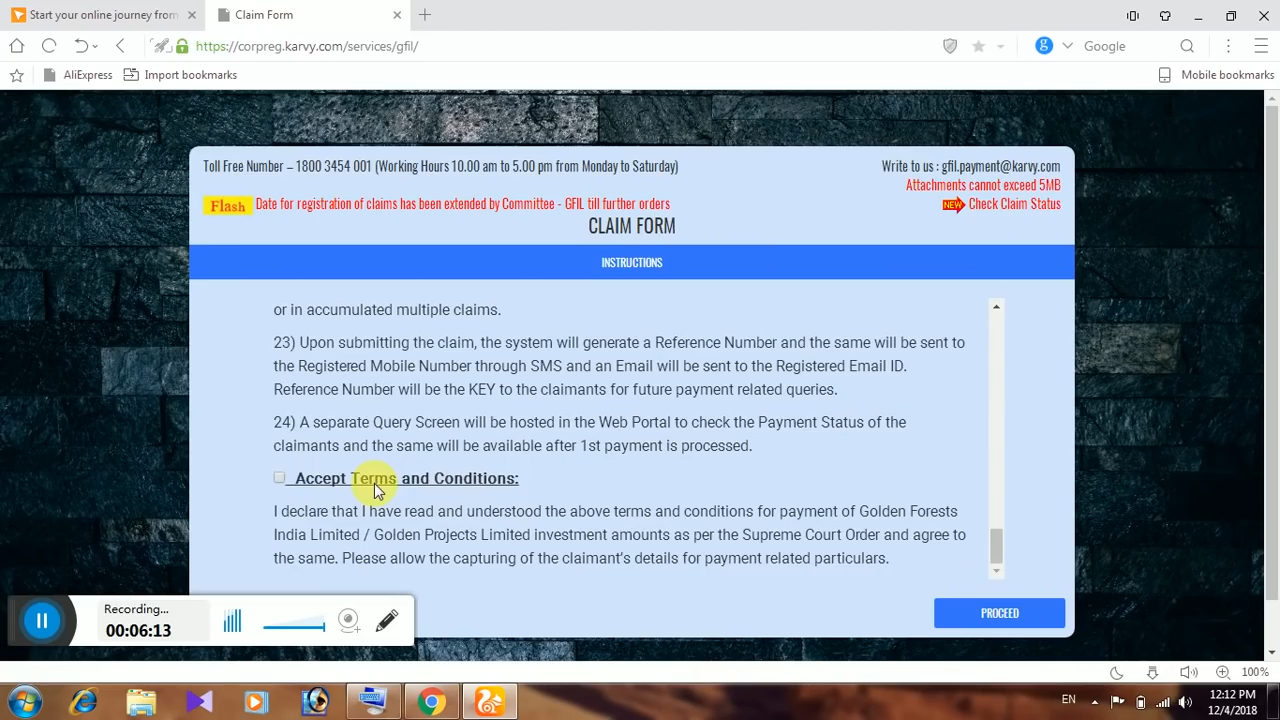 Start your online journey from
Claim Form
https://corpreg.karvy.com/services/gfil/
Google
AliExpress
Import bookmarks
Mobile bookmarks
Toll Free Number – 1800 3454 001 (Working Hours 10.00 am to 5.00 pm from Monday to Saturday)
Write to us : gfil.payment@karvy.com
Attachments cannot exceed 5MB
Flash Date for registration of claims has been extended by Committee - GFIL till further orders
NEW Check Claim Status
CLAIM FORM
INSTRUCTIONS
or in accumulated multiple claims.
23) Upon submitting the claim, the system will generate a Reference Number and the same will be sent to
the Registered Mobile Number through SMS and an Email will be sent to the Registered Email ID.
Reference Number will be the KEY to the claimants for future payment related queries.
24) A separate Query Screen will be hosted in the Web Portal to check the Payment Status of the
claimants and the same will be available after 1st payment is processed.
Accept Terms and Conditions:
I declare that I have read and understood the above terms and conditions for payment of Golden Forests
India Limited / Golden Projects Limited investment amounts as per the Supreme Court Order and agree to
the same. Please allow the capturing of the claimant's details for payment related particulars.
PROCEED
Recording...
00:06:13
100%
EN
12:12 PM
12/4/2018